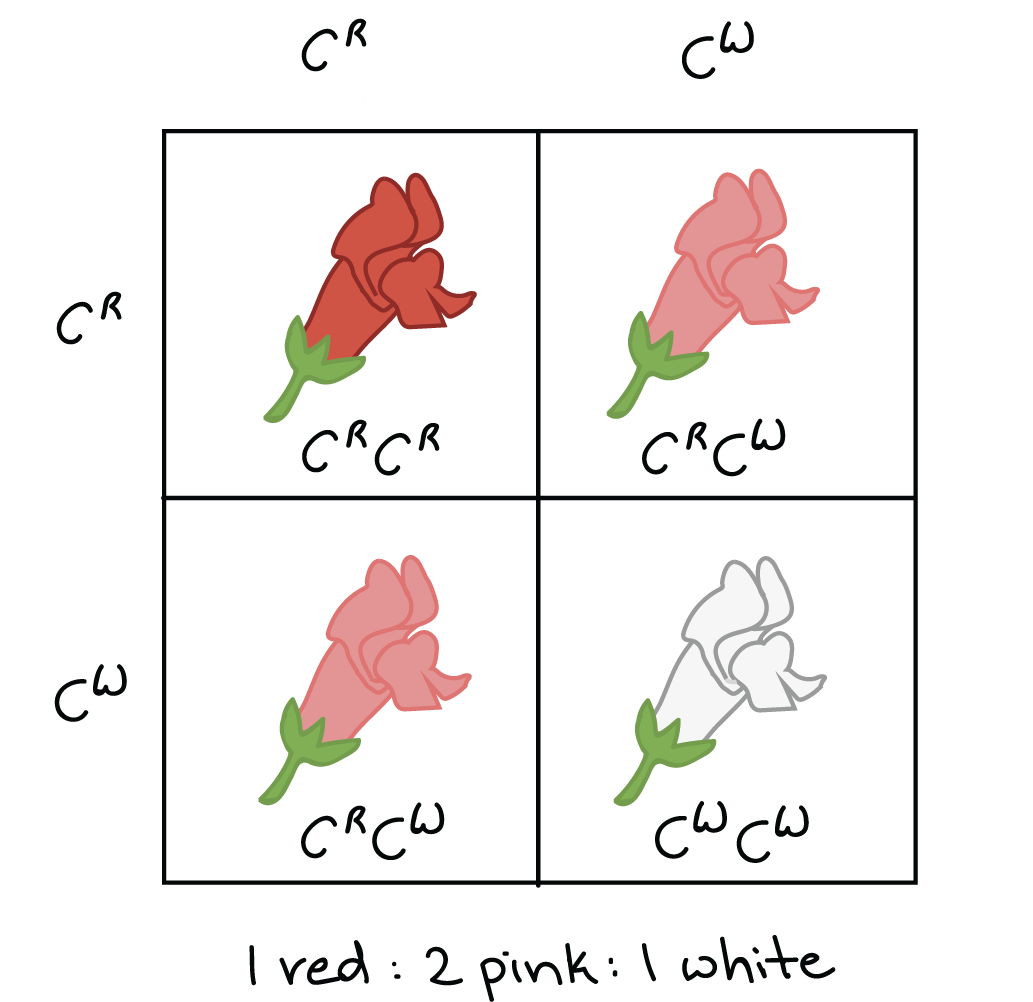 C^R C^W
C^R
C^R C^R C^R C^W
C^W
C^R C^W C^W C^W
1 red : 2 pink : 1 white